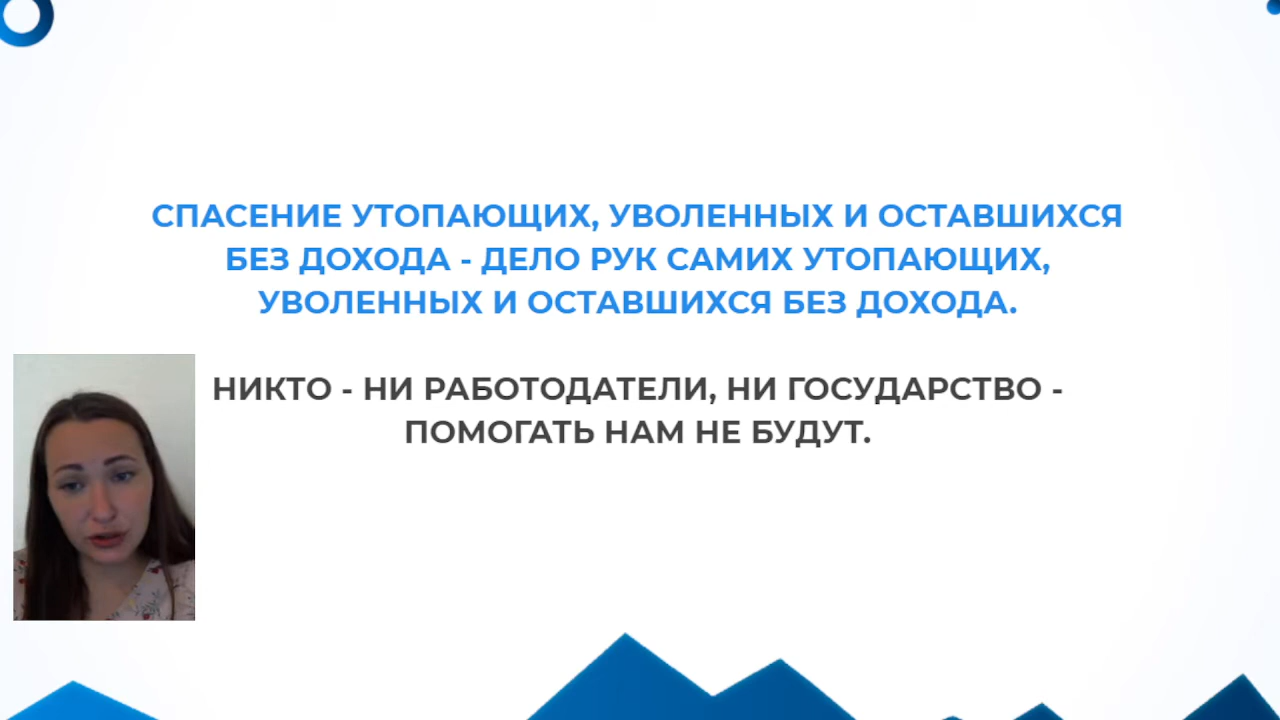 СПАСЕНИЕ УТОПАЮЩИХ, УВОЛЕННЫХ И ОСТАВШИХСЯ
БЕЗ ДОХОДА - ДЕЛО РУК САМИХ УТОПАЮЩИХ,
УВОЛЕННЫХ И ОСТАВШИХСЯ БЕЗ ДОХОДА.
НИКТО - НИ РАБОТОДАТЕЛИ, НИ ГОСУДАРСТВО -
ПОМОГАТЬ НАМ НЕ БУДУТ.